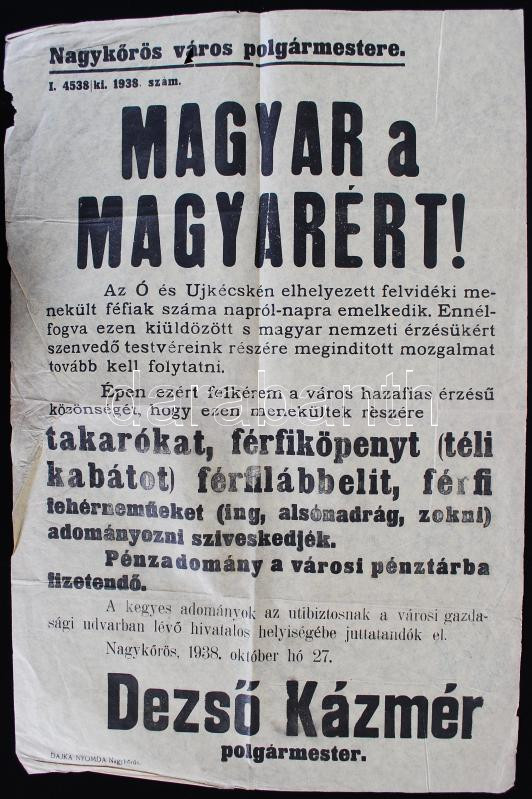 Nagykőrös város polgármestere.
I. 4538|ki. 1938. szám.
MAGYAR a
MAGYARÉRT!
Az Ó és Ujkécskén elhelyezett felvidéki me-
nekült féfiak száma napról-napra emelkedik. Ennél-
fogva ezen kiüldözött s magyar nemzeti érzésükért
szenvedő testvéreink részére megindított mozgalmat
tovább kell folytatni.
Épen ezért felkérem a város hazafias érzésű
közönségét, hogy ezen menekültek részére
darabanth
takarókat, férfiköpenyt (téli
kabátot) férfilábbelit, férfi
fehérneműeket (ing, alsónadrág, zokni)
adományozni sziveskedjék.
Pénzadomány a városi pénztárba
fizetendő.
A kegyes adományok az utibiztosnak a városi gazda-
sági udvarban lévő hivatalos helyiségébe juttatandók el.
Nagykőrös, 1938. október hó 27.
Dezső Kázmér
polgármester.
DAJKA NYOMDA Nagykőrös.